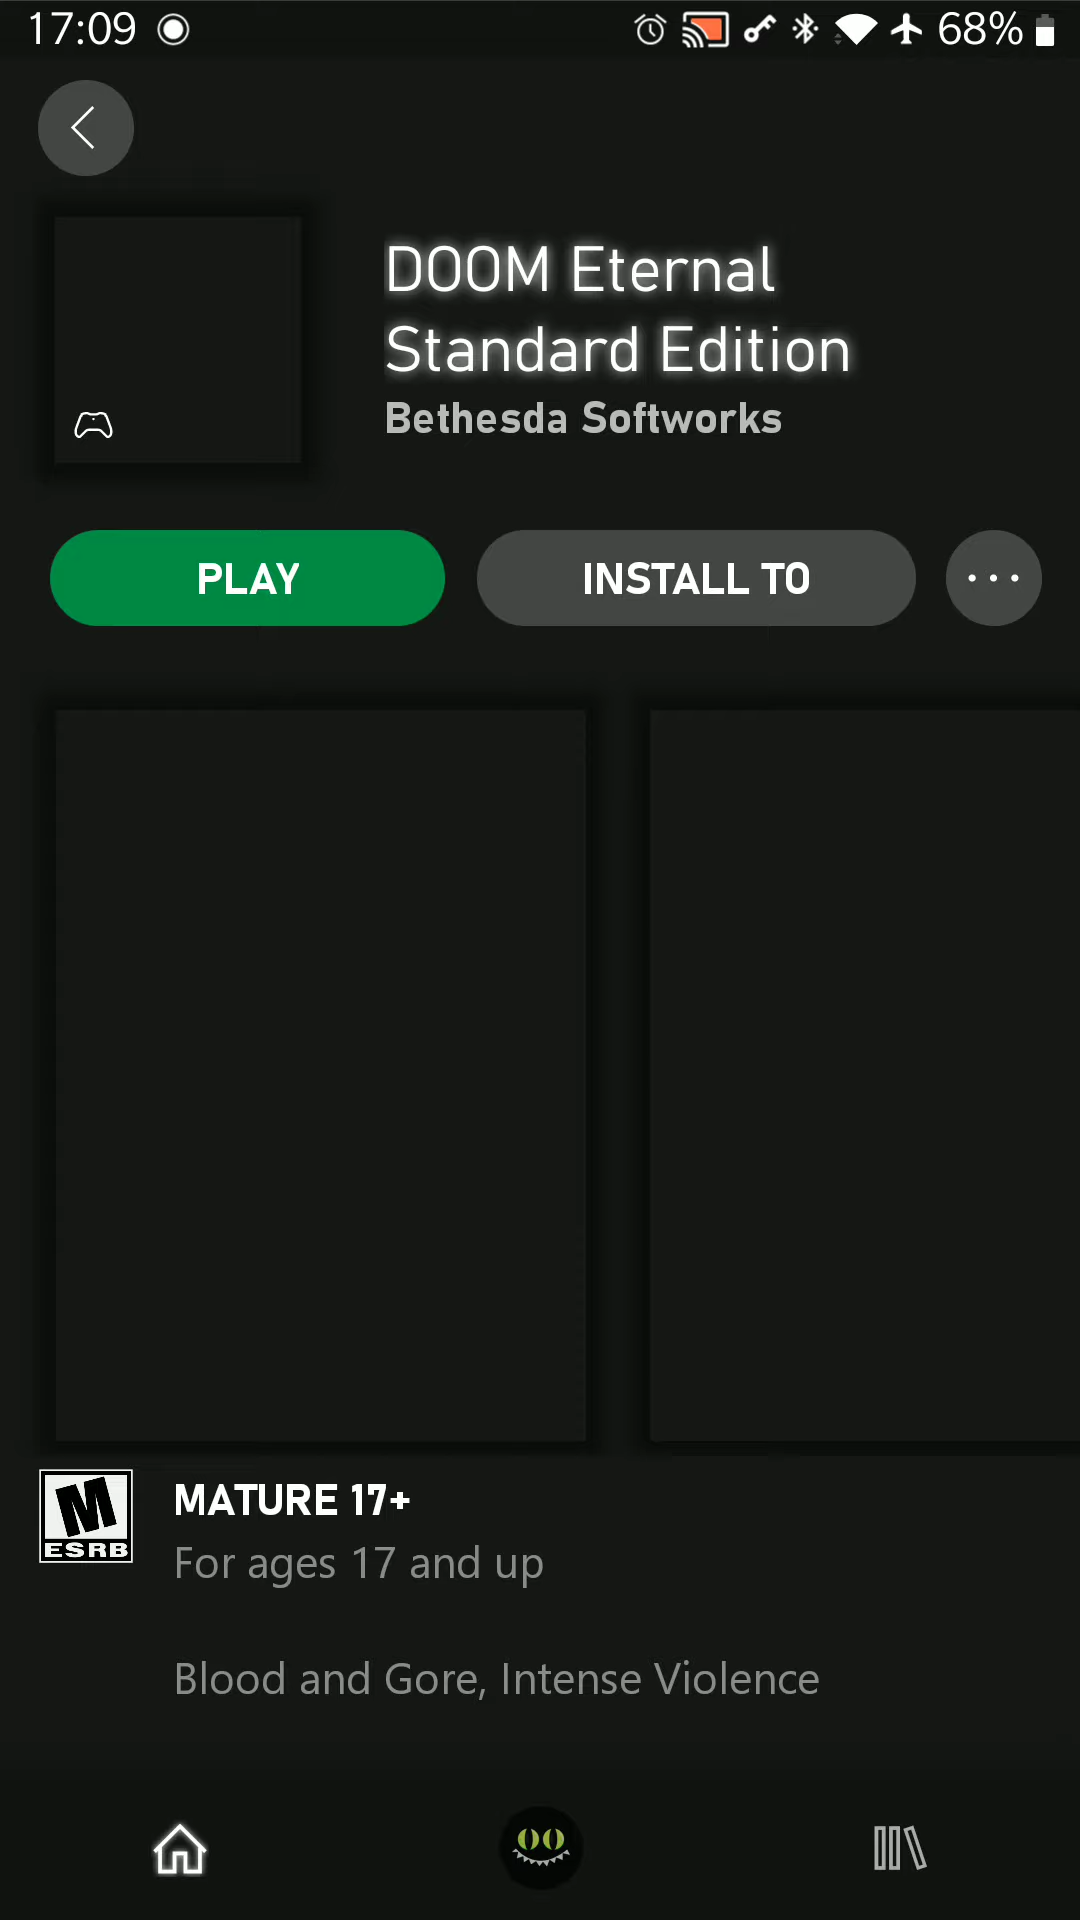 17:09
68%
DOOM Eternal
Standard Edition
Bethesda Softworks
PLAY
INSTALL TO
M
ESRB
MATURE 17+
For ages 17 and up
Blood and Gore, Intense Violence